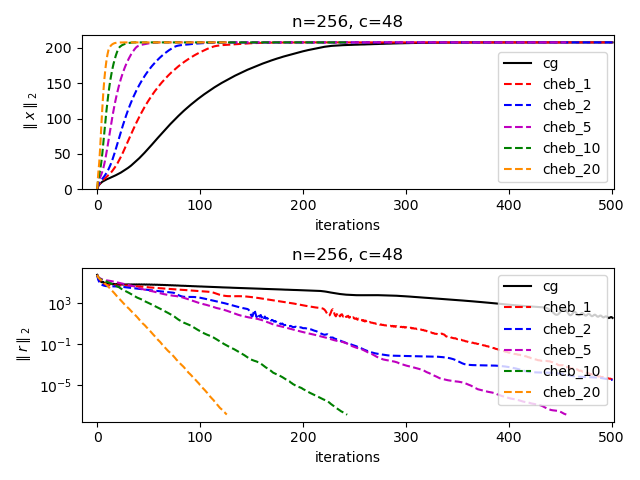 n=256, c=48
200
150
100
50
0
‖ x ‖₂
cg
cheb_1
cheb_2
cheb_5
cheb_10
cheb_20
0 100 200 300 400 500
iterations
n=256, c=48
10³
10⁻¹
10⁻⁵
‖ r ‖₂
cg
cheb_1
cheb_2
cheb_5
cheb_10
cheb_20
0 100 200 300 400 500
iterations